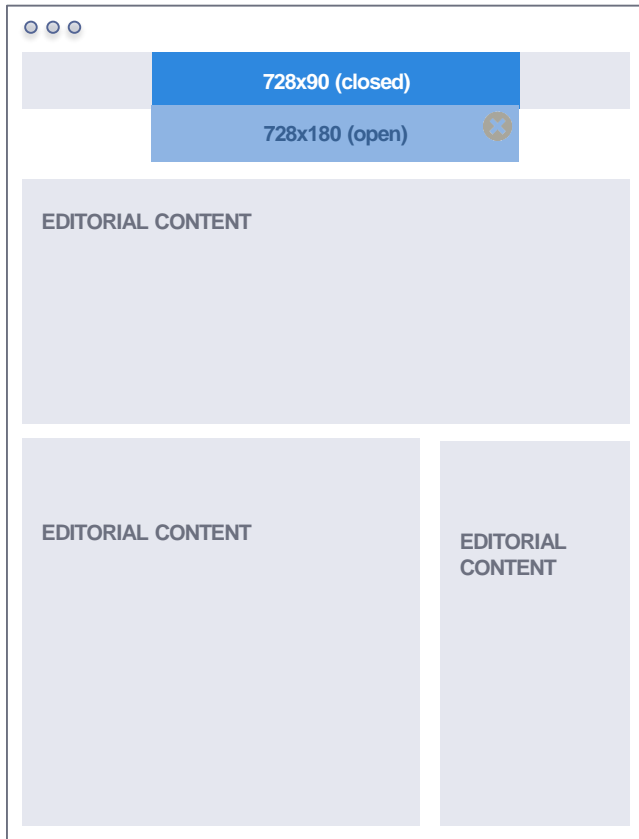 728x90 (closed)
728x180 (open)
EDITORIAL CONTENT
EDITORIAL CONTENT
EDITORIAL
CONTENT